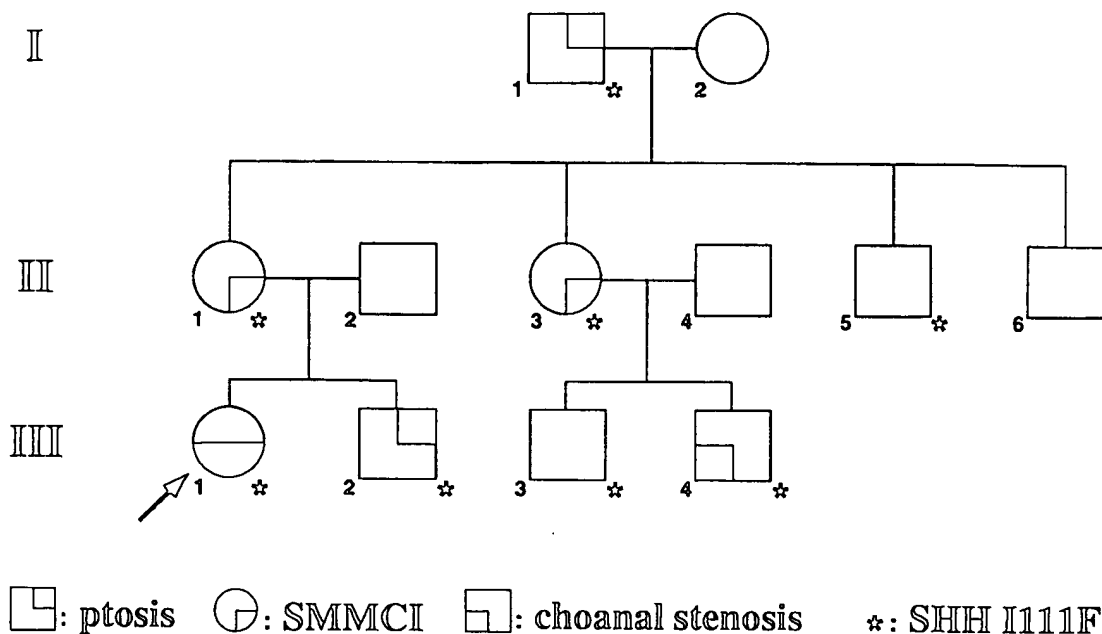 I
1 ☆ 2
II
1 ☆ 2 3 ☆ 4 5 ☆ 6
III
1 ☆ 2 ☆ 3 ☆ 4 ☆
: ptosis : SMMCI : choanal stenosis ☆: SHH I111F